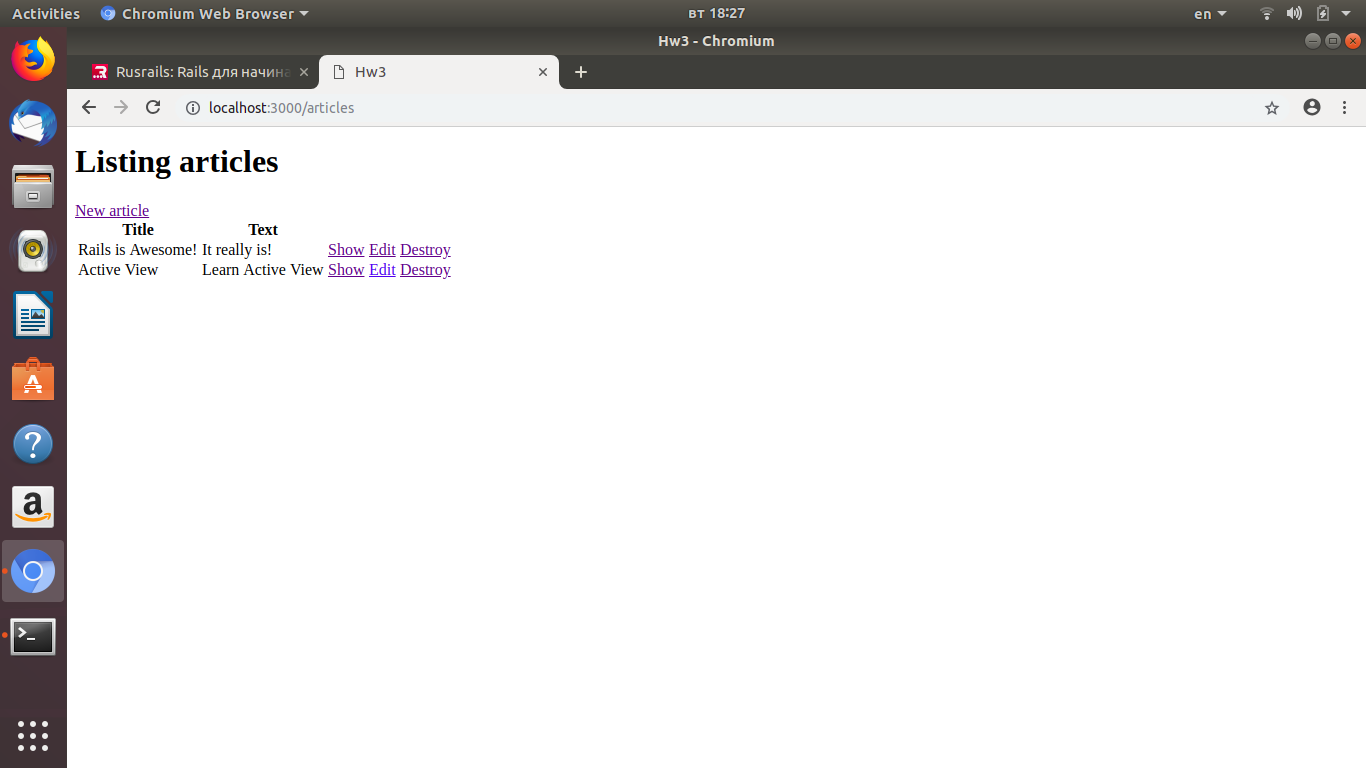 Activities Chromium Web Browser вт 18:27 en
Hw3 - Chromium
Rusrails: Rails для начина Hw3
localhost:3000/articles
Listing articles
New article
Title Text
Rails is Awesome! It really is! Show Edit Destroy
Active View Learn Active View Show Edit Destroy